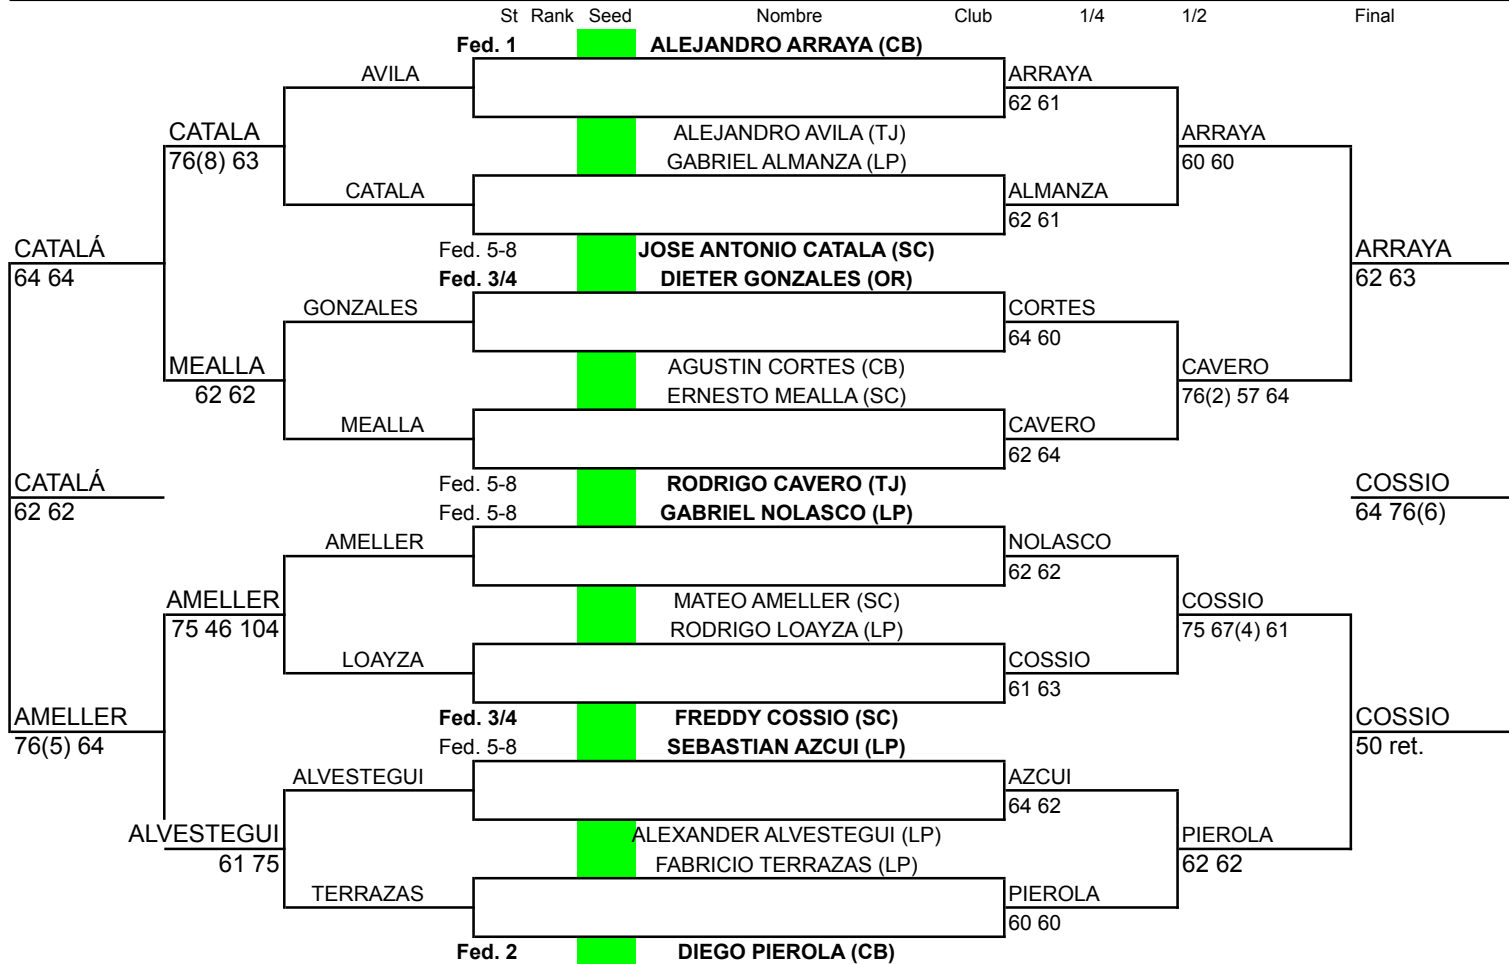 St Rank Seed Nombre Club 1/4 1/2 Final
Fed. 1 ALEJANDRO ARRAYA (CB)
AVILA ARRAYA
62 61
CATALA ALEJANDRO AVILA (TJ) ARRAYA
76(8) 63 GABRIEL ALMANZA (LP) 60 60
CATALA ALMANZA
62 61
CATALÁ Fed. 5-8 JOSE ANTONIO CATALA (SC) ARRAYA
64 64 Fed. 3/4 DIETER GONZALES (OR) 62 63
GONZALES CORTES
64 60
MEALLA AGUSTIN CORTES (CB) CAVERO
62 62 ERNESTO MEALLA (SC) 76(2) 57 64
MEALLA CAVERO
62 64
CATALÁ Fed. 5-8 RODRIGO CAVERO (TJ) COSSIO
62 62 Fed. 5-8 GABRIEL NOLASCO (LP) 64 76(6)
AMELLER NOLASCO
62 62
AMELLER MATEO AMELLER (SC) COSSIO
75 46 104 RODRIGO LOAYZA (LP) 75 67(4) 61
LOAYZA COSSIO
61 63
AMELLER Fed. 3/4 FREDDY COSSIO (SC) COSSIO
76(5) 64 Fed. 5-8 SEBASTIAN AZCUI (LP) 50 ret.
ALVESTEGUI AZCUI
64 62
ALVESTEGUI ALEXANDER ALVESTEGUI (LP) PIEROLA
61 75 FABRICIO TERRAZAS (LP) 62 62
TERRAZAS PIEROLA
60 60
Fed. 2 DIEGO PIEROLA (CB)